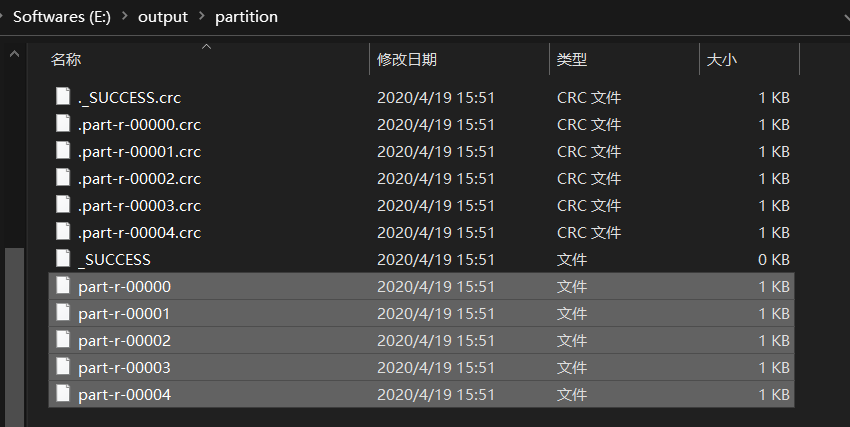 Softwares (E:) > output > partition
名称 修改日期 类型 大小
._SUCCESS.crc 2020/4/19 15:51 CRC 文件 1 KB
.part-r-00000.crc 2020/4/19 15:51 CRC 文件 1 KB
.part-r-00001.crc 2020/4/19 15:51 CRC 文件 1 KB
.part-r-00002.crc 2020/4/19 15:51 CRC 文件 1 KB
.part-r-00003.crc 2020/4/19 15:51 CRC 文件 1 KB
.part-r-00004.crc 2020/4/19 15:51 CRC 文件 1 KB
_SUCCESS 2020/4/19 15:51 文件 0 KB
part-r-00000 2020/4/19 15:51 文件 1 KB
part-r-00001 2020/4/19 15:51 文件 1 KB
part-r-00002 2020/4/19 15:51 文件 1 KB
part-r-00003 2020/4/19 15:51 文件 1 KB
part-r-00004 2020/4/19 15:51 文件 1 KB